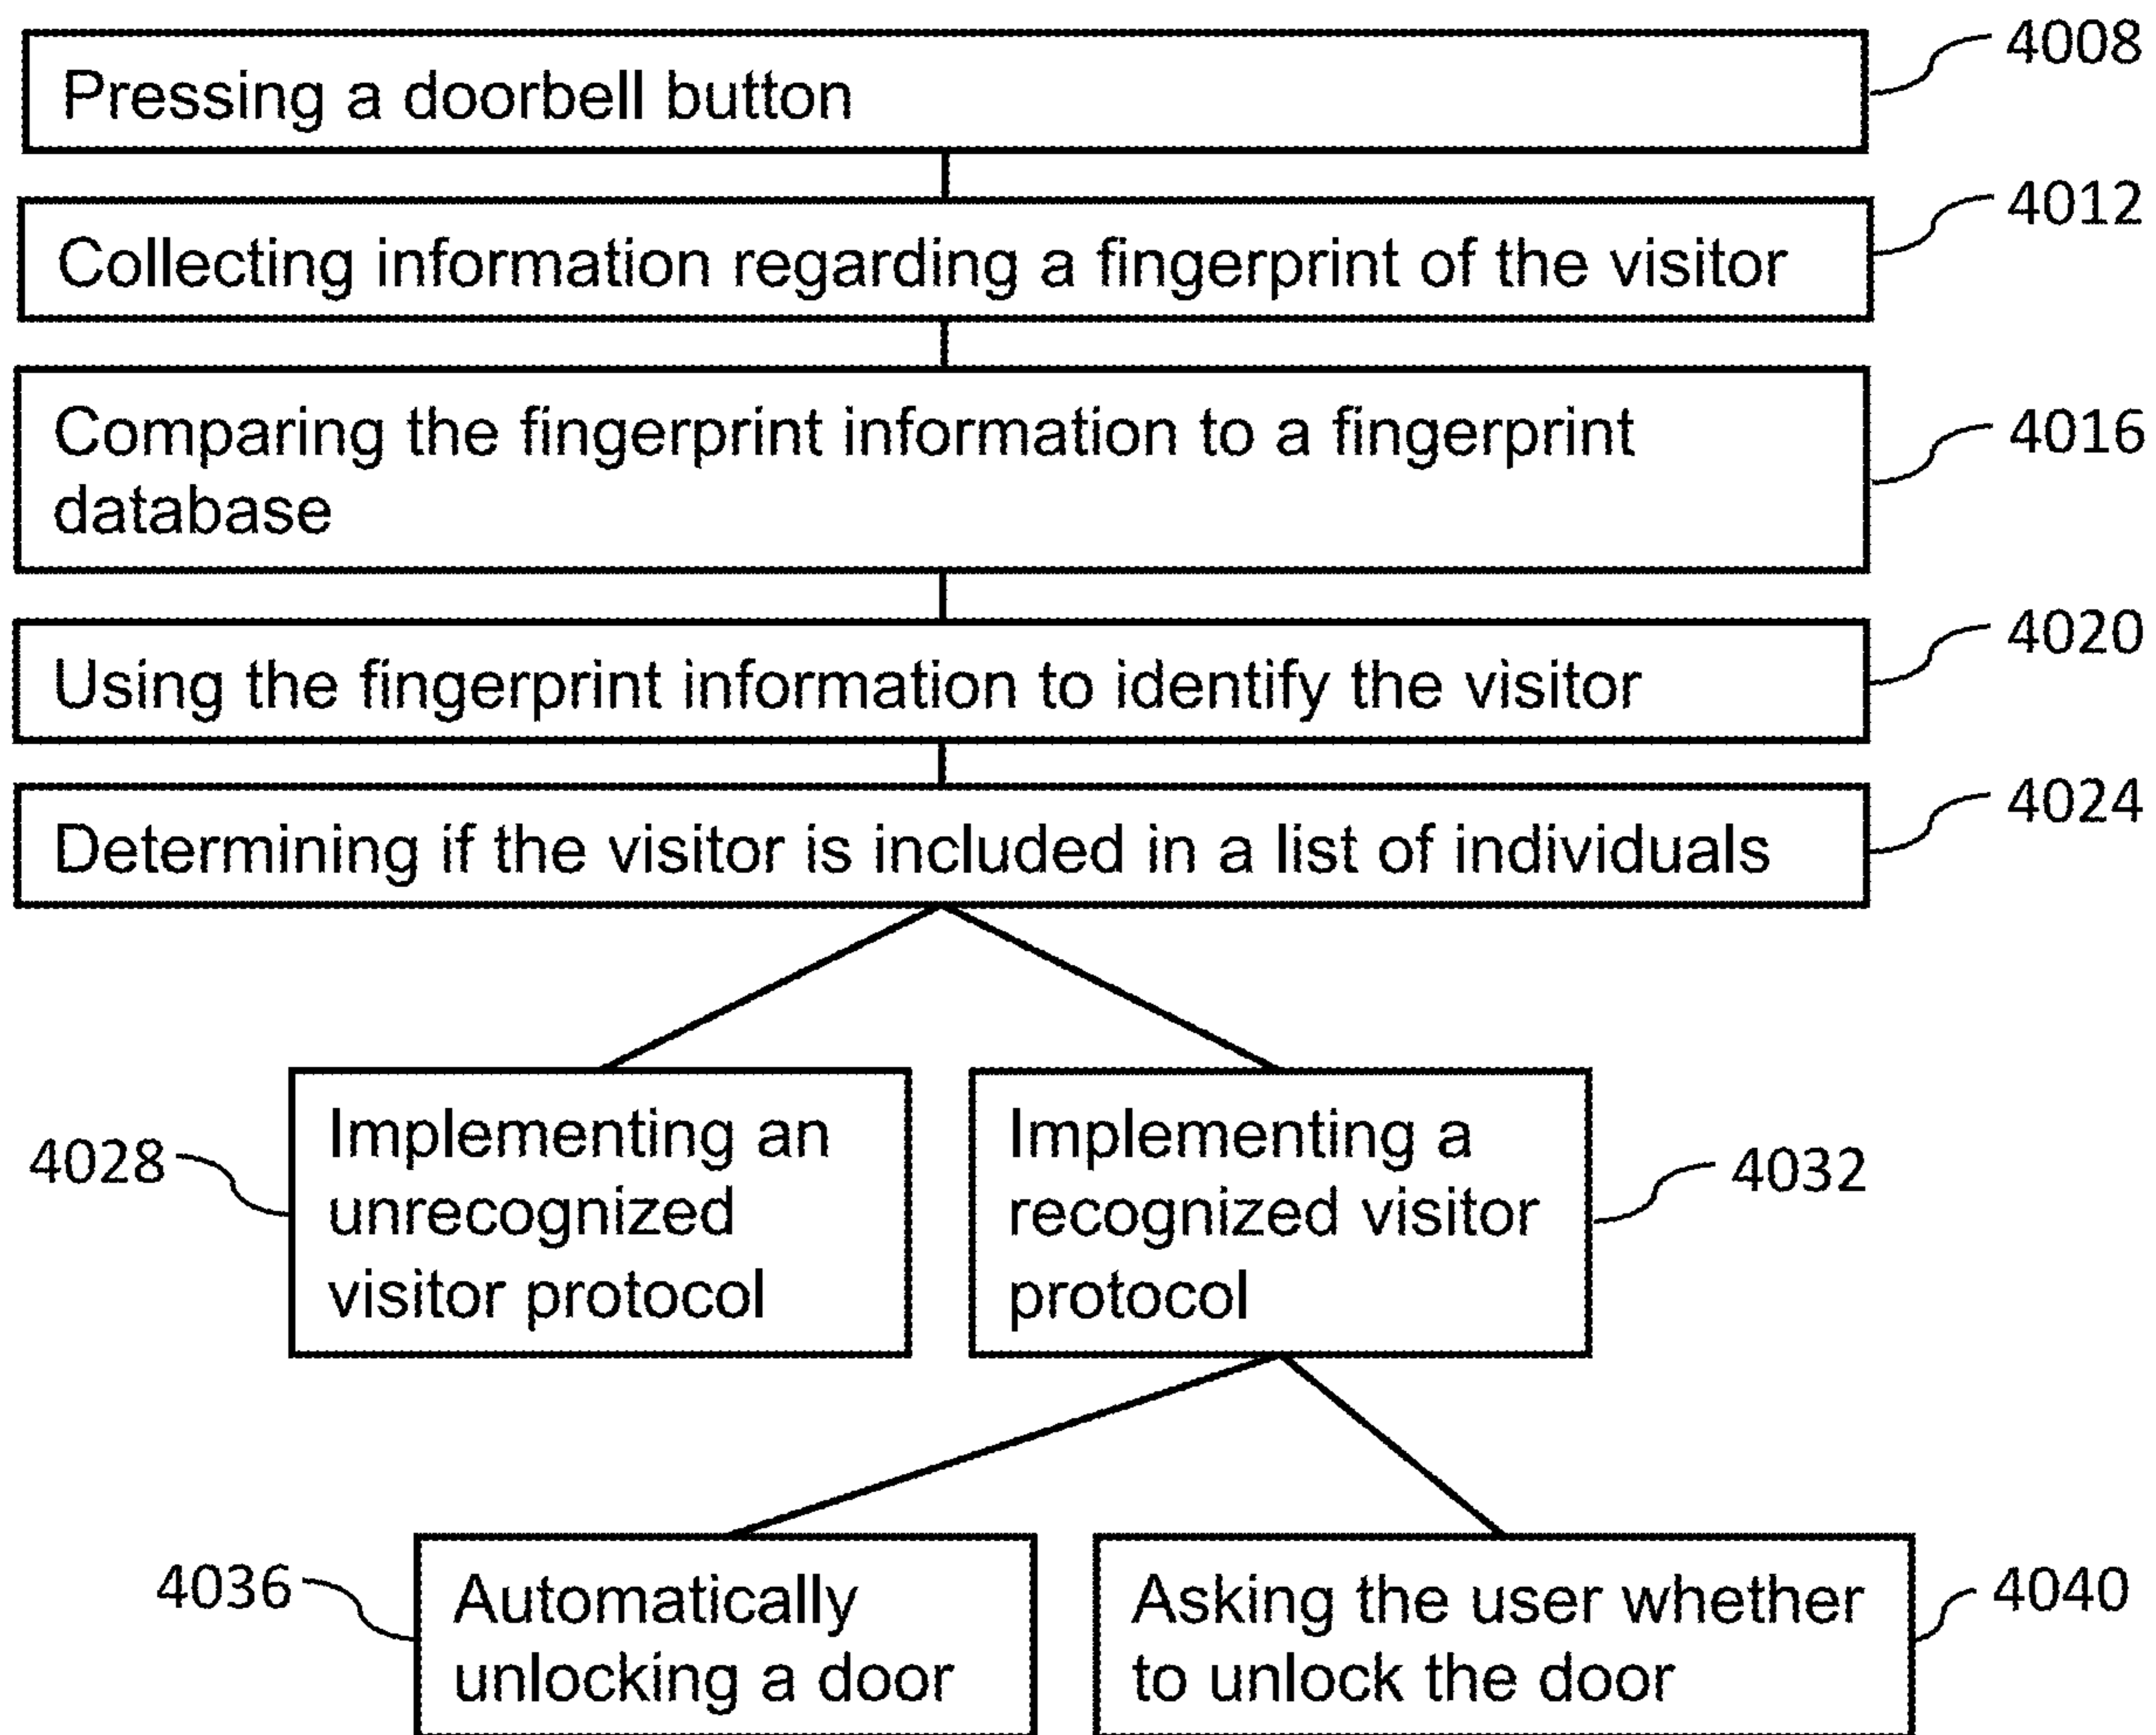 Pressing a doorbell button
4008
Collecting information regarding a fingerprint of the visitor
4012
Comparing the fingerprint information to a fingerprint
database
4016
Using the fingerprint information to identify the visitor
4020
Determining if the visitor is included in a list of individuals
4024
4028
Implementing an
unrecognized
visitor protocol
Implementing a
recognized visitor
protocol
4032
4036
Automatically
unlocking a door
Asking the user whether
to unlock the door
4040